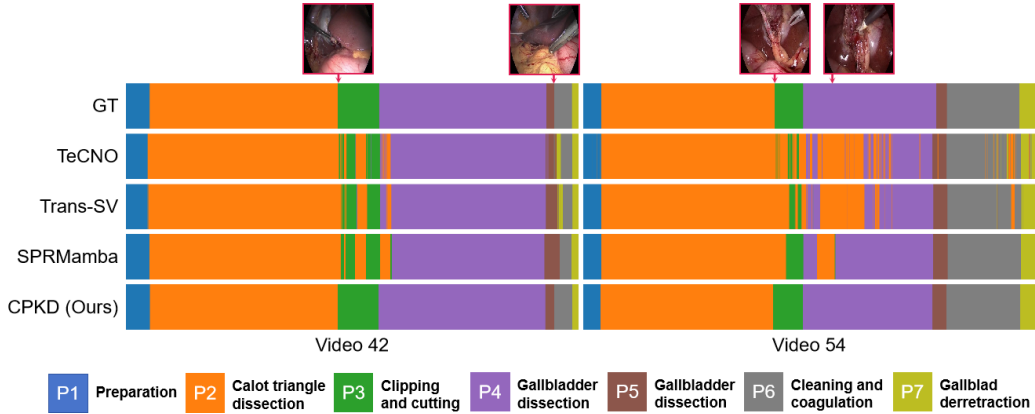 GT
TeCNO
Trans-SV
SPRMamba
CPKD (Ours)
Video 42
Video 54
P1 Preparation
P2 Calot triangle
dissection
P3 Clipping
and cutting
P4 Gallbladder
dissection
P5 Gallbladder
dissection
P6 Cleaning and
coagulation
P7 Gallblad
derretraction